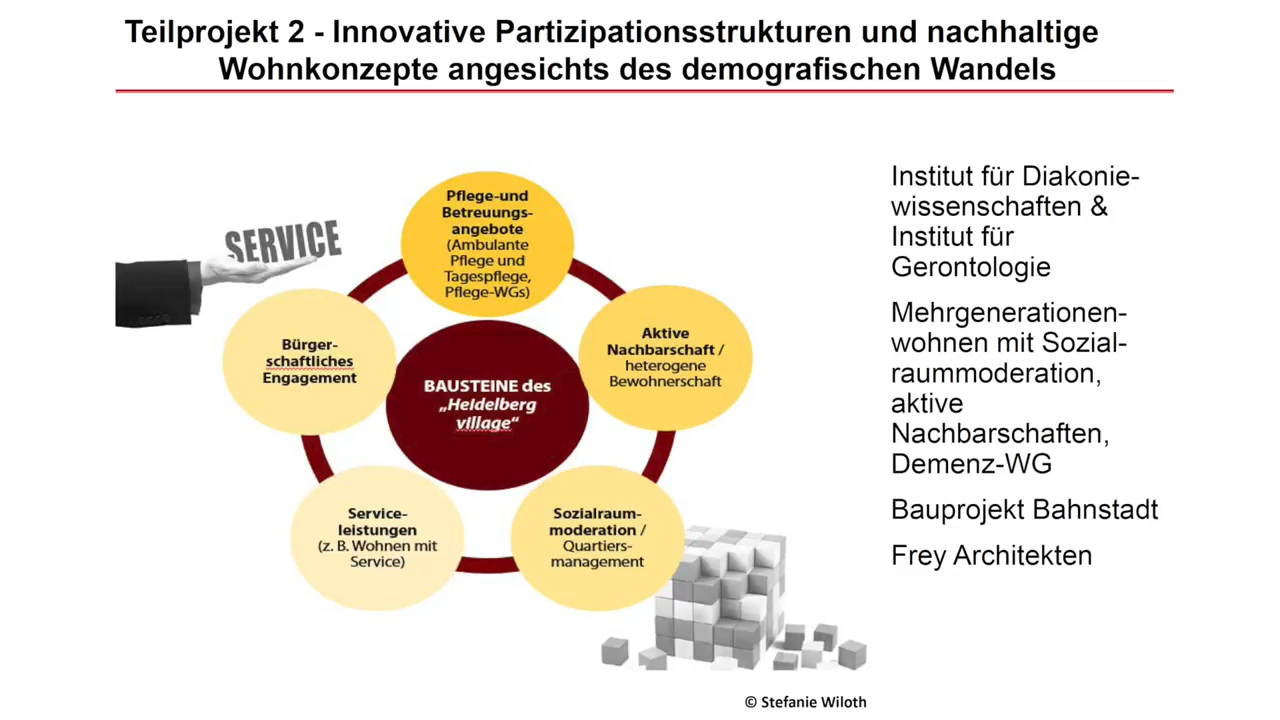 Teilprojekt 2 - Innovative Partizipationsstrukturen und nachhaltige
Wohnkonzepte angesichts des demografischen Wandels
SERVICE
Pflege-und
Betreuungs-
angebote
(Ambulante
Pflege und
Tagespflege,
Pflege-WGs)
Aktive
Nachbarschaft /
heterogene
Bewohnerschaft
Sozialraum-
moderation /
Quartiers-
management
Service-
leistungen
(z. B. Wohnen mit
Service)
Bürger-
schaftliches
Engagement
BAUSTEINE des
„Heidelberg
village“
Institut für Diakonie-
wissenschaften &
Institut für
Gerontologie
Mehrgenerationen-
wohnen mit Sozial-
raummoderation,
aktive
Nachbarschaften,
Demenz-WG
Bauprojekt Bahnstadt
Frey Architekten
© Stefanie Wiloth